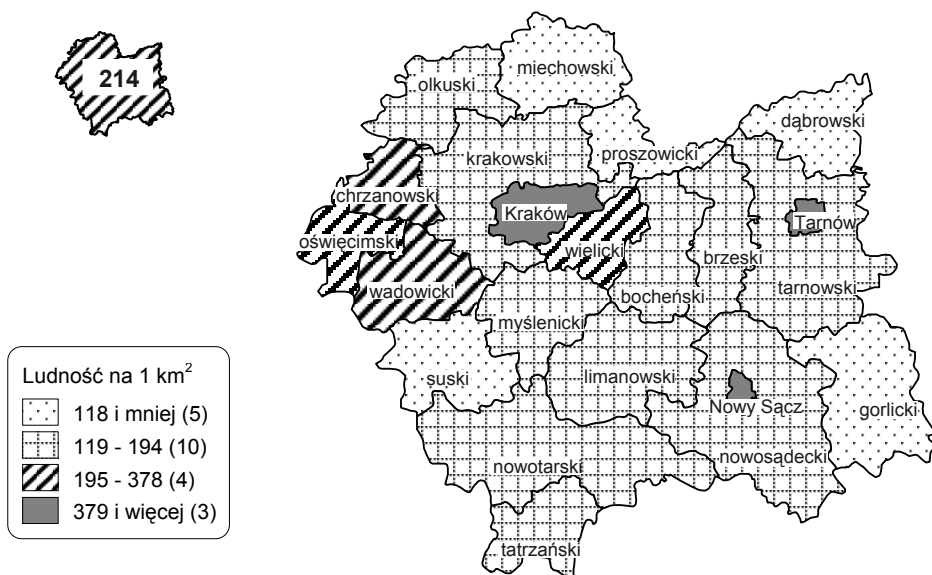 214
miechowski
olkuski
dąbrowski
krakowski
proszowicki
chrzanowski
Kraków
Tarnów
oświęcimski
wielicki
brzeski
wadowicki
bocheński
tarnowski
myślenicki
suski
limanowski
Nowy Sącz
gorlicki
nowotarski
nowosądecki
tatrzański
Ludność na 1 km²
118 i mniej (5)
119 - 194 (10)
195 - 378 (4)
379 i więcej (3)